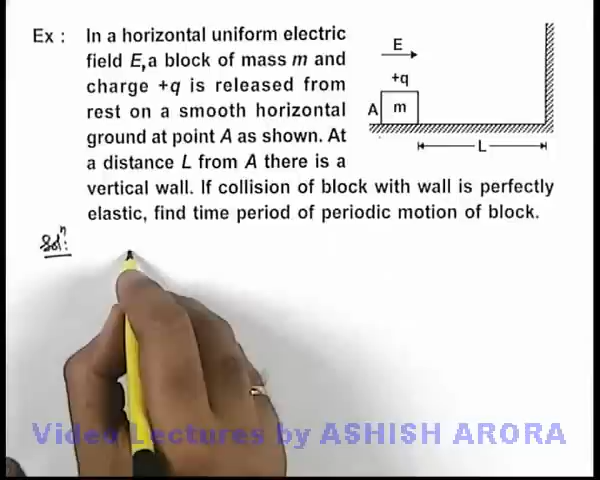 Ex : In a horizontal uniform electric
field E, a block of mass m and
charge +q is released from
rest on a smooth horizontal
ground at point A as shown. At
a distance L from A there is a
vertical wall. If collision of block with wall is perfectly
elastic, find time period of periodic motion of block.
E
+q
A m
L
Solⁿ:
Video Lectures by ASHISH ARORA